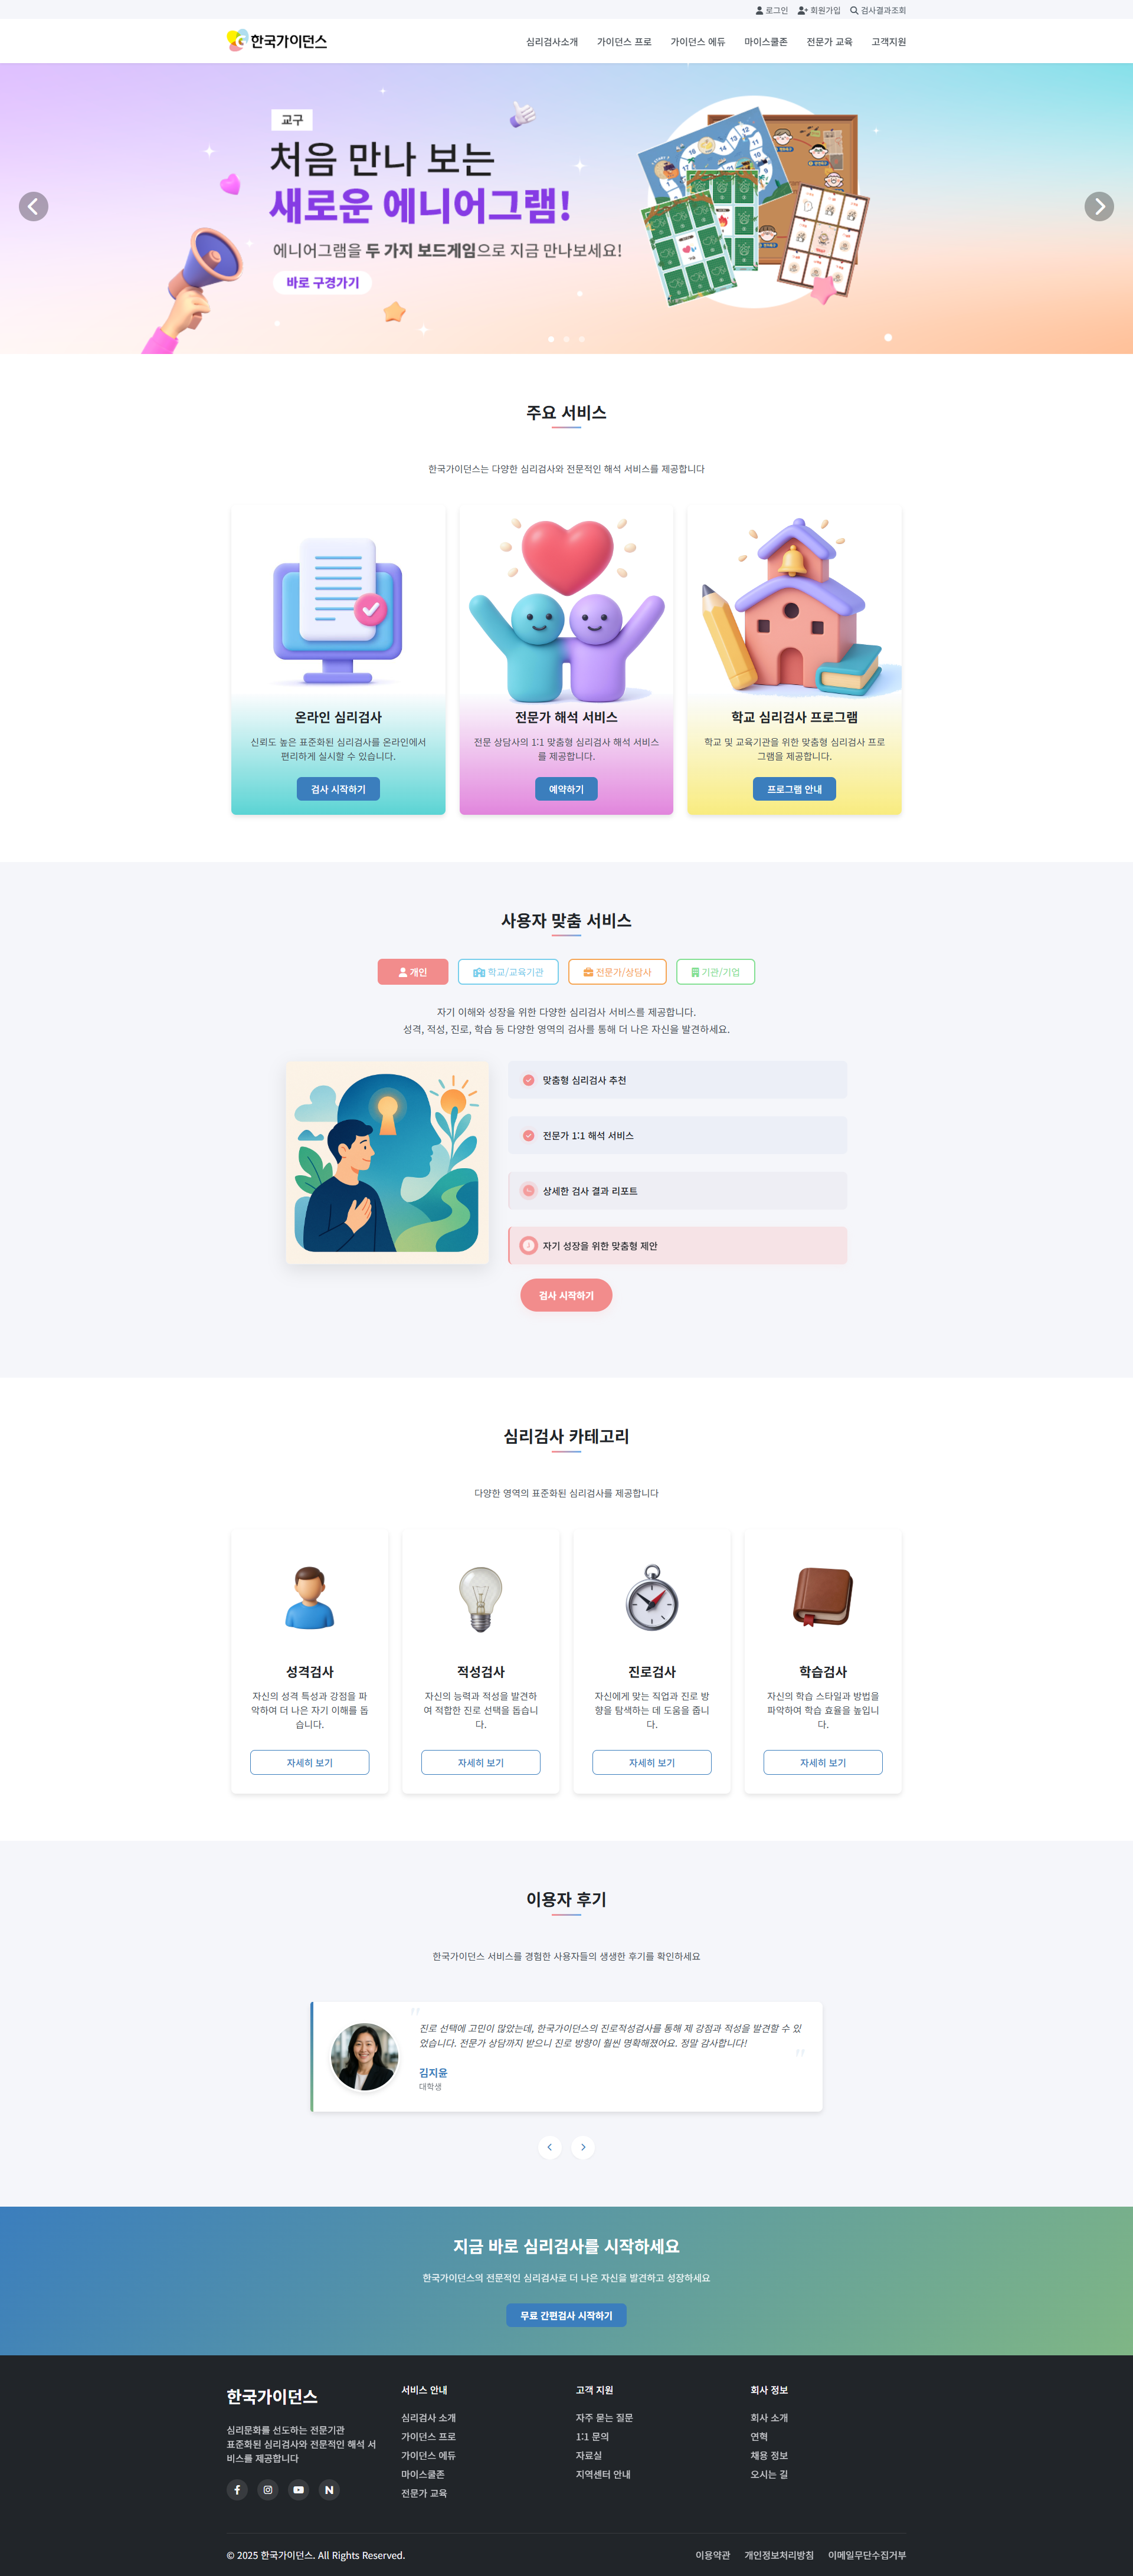 로그인 회원가입 검사결과조회
한국가이던스
심리검사소개 가이던스 프로 가이던스 에듀 마이스쿨존 전문가 교육 고객지원
교구
처음 만나 보는
새로운 에니어그램!
에니어그램을 두 가지 보드게임으로 지금 만나보세요!
바로 구경가기
주요 서비스
한국가이던스는 다양한 심리검사와 전문적인 해석 서비스를 제공합니다
온라인 심리검사
신뢰도 높은 표준화된 심리검사를 온라인에서
편리하게 실시할 수 있습니다.
검사 시작하기
전문가 해석 서비스
전문 상담사의 1:1 맞춤형 심리검사 해석 서비스
를 제공합니다.
예약하기
학교 심리검사 프로그램
학교 및 교육기관을 위한 맞춤형 심리검사 프로
그램을 제공합니다.
프로그램 안내
사용자 맞춤 서비스
개인 학교/교육기관 전문가/상담사 기관/기업
자기 이해와 성장을 위한 다양한 심리검사 서비스를 제공합니다.
성격, 적성, 진로, 학습 등 다양한 영역의 검사를 통해 더 나은 자신을 발견하세요.
맞춤형 심리검사 추천
전문가 1:1 해석 서비스
상세한 검사 결과 리포트
자기 성장을 위한 맞춤형 제안
검사 시작하기
심리검사 카테고리
다양한 영역의 표준화된 심리검사를 제공합니다
성격검사
자신의 성격 특성과 강점을 파
악하여 더 나은 자기 이해를 돕
습니다.
자세히 보기
적성검사
자신의 능력과 적성을 발견하
여 적합한 진로 선택을 돕습니
다.
자세히 보기
진로검사
자신에게 맞는 직업과 진로 방
향을 탐색하는 데 도움을 줍니
다.
자세히 보기
학습검사
자신의 학습 스타일과 방법을
파악하여 학습 효율을 높입니
다.
자세히 보기
이용자 후기
한국가이던스 서비스를 경험한 사용자들의 생생한 후기를 확인하세요
진로 선택에 고민이 많았는데, 한국가이던스의 진로적성검사를 통해 제 강점과 적성을 발견할 수 있
었습니다. 전문가 상담까지 받으니 진로 방향이 훨씬 명확해졌어요. 정말 감사합니다!
김지윤
대학생
지금 바로 심리검사를 시작하세요
한국가이던스의 전문적인 심리검사로 더 나은 자신을 발견하고 성장하세요
무료 간편검사 시작하기
한국가이던스
심리문화를 선도하는 전문기관
표준화된 심리검사와 전문적인 해석 서
비스를 제공합니다
서비스 안내
심리검사 소개
가이던스 프로
가이던스 에듀
마이스쿨존
전문가 교육
고객 지원
자주 묻는 질문
1:1 문의
자료실
지역센터 안내
회사 정보
회사 소개
연혁
채용 정보
오시는 길
© 2025 한국가이던스. All Rights Reserved.
이용약관 개인정보처리방침 이메일무단수집거부